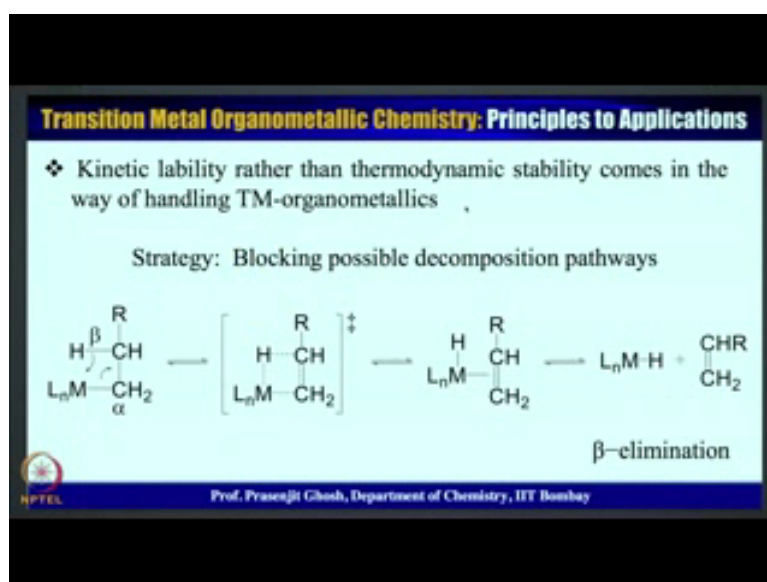 Transition Metal Organometallic Chemistry: Principles to Applications
❖ Kinetic lability rather than thermodynamic stability comes in the
way of handling TM-organometallics
Strategy: Blocking possible decomposition pathways
R
β
H CH
LₙM CH₂
α
R ‡
H CH
LₙM CH₂
R
H
CH
LₙM
CH₂
LₙM-H + CHR
CH₂
β−elimination
NPTEL
Prof. Prasenjit Ghosh, Department of Chemistry, IIT Bombay